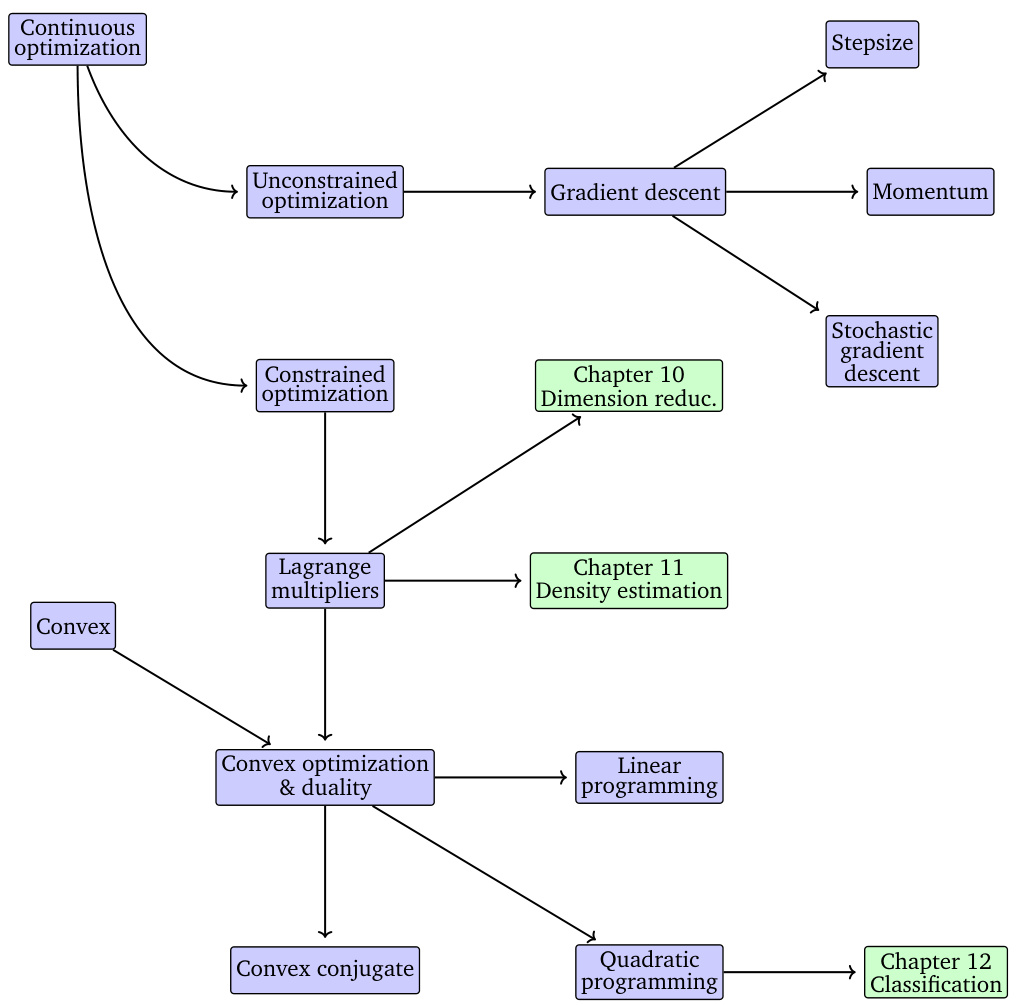 Continuous
optimization
Stepsize
Unconstrained
optimization
Gradient descent
Momentum
Stochastic
gradient
descent
Constrained
optimization
Chapter 10
Dimension reduc.
Lagrange
multipliers
Chapter 11
Density estimation
Convex
Convex optimization
& duality
Linear
programming
Convex conjugate
Quadratic
programming
Chapter 12
Classification